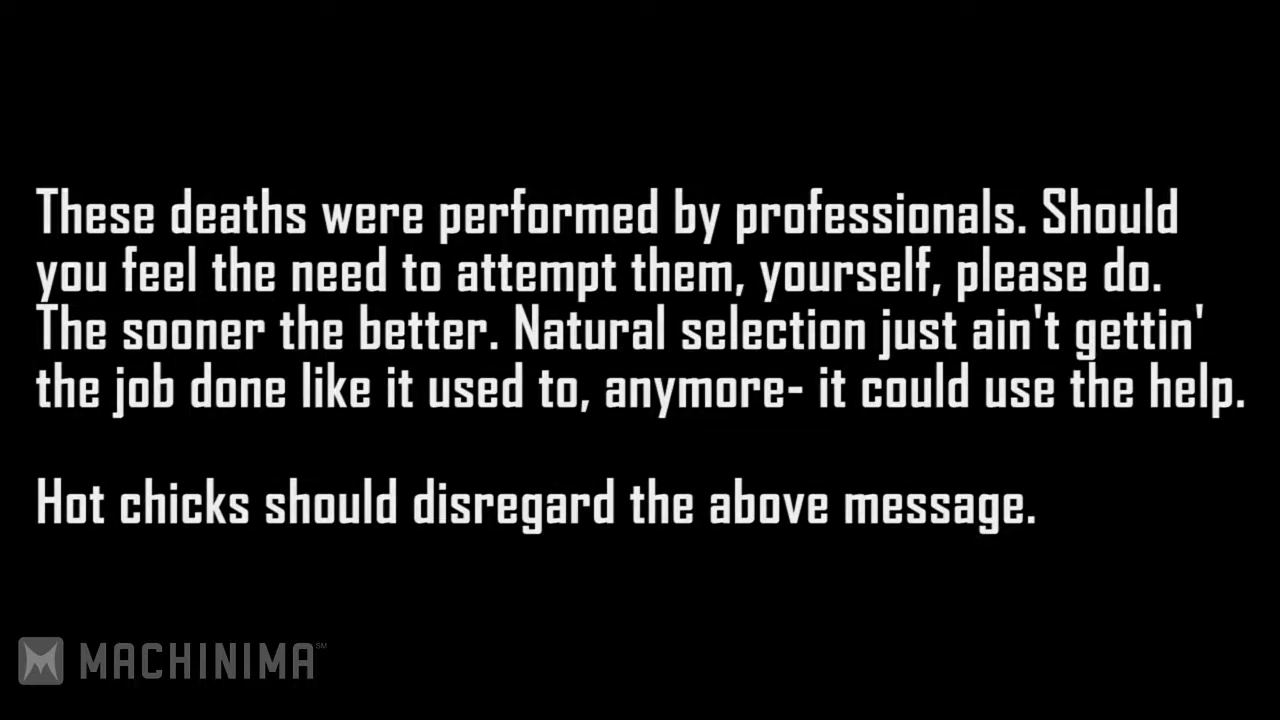 These deaths were performed by professionals. Should
you feel the need to attempt them, yourself, please do.
The sooner the better. Natural selection just ain't gettin'
the job done like it used to, anymore- it could use the help.
Hot chicks should disregard the above message.
MACHINIMA SM